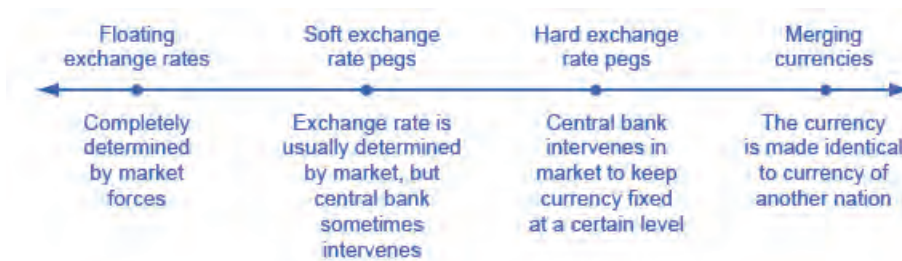 Floating
exchange rates
Soft exchange
rate pegs
Hard exchange
rate pegs
Merging
currencies
Completely
determined
by market
forces
Exchange rate is
usually determined
by market, but
central bank
sometimes
intervenes
Central bank
intervenes in
market to keep
currency fixed
at a certain level
The currency
is made identical
to currency of
another nation